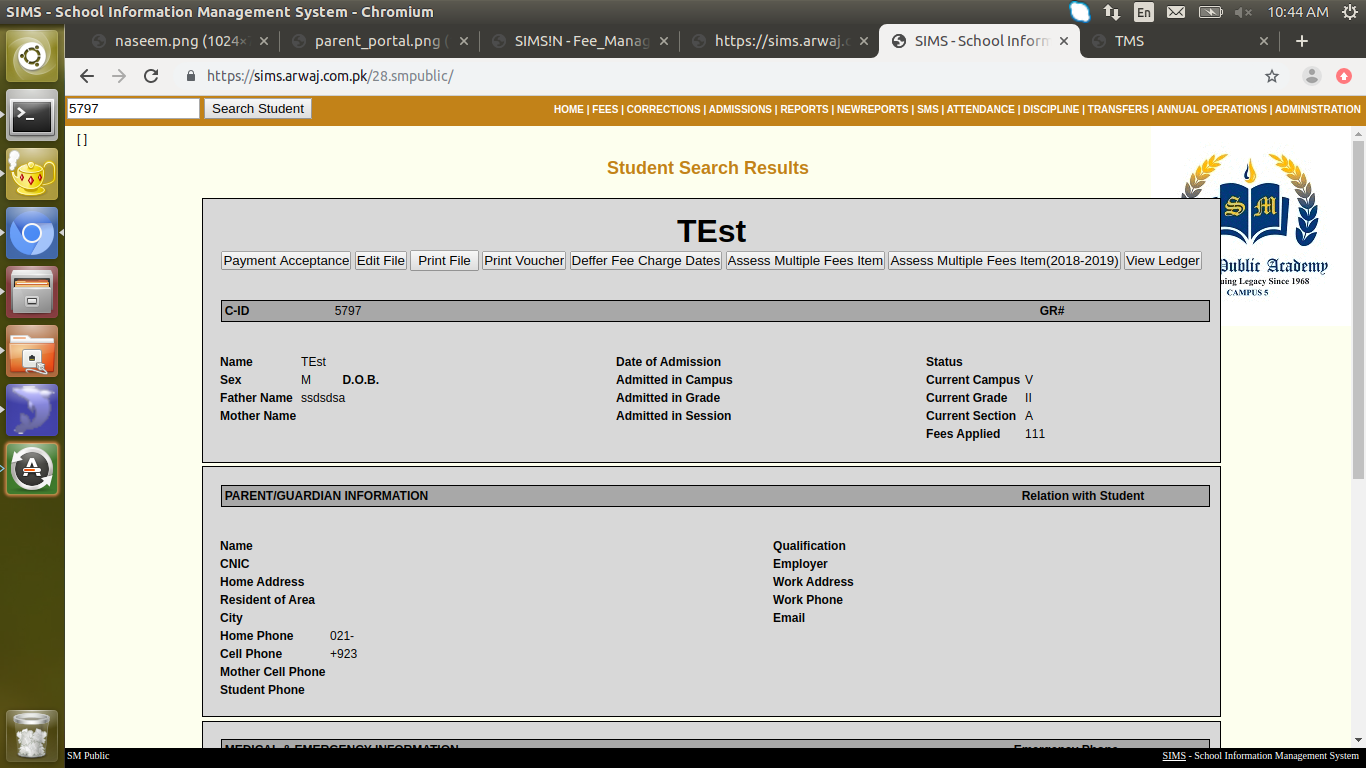 SIMS - School Information Management System - Chromium
En
10:44 AM
naseem.png (1024×
parent_portal.png (
SIMS!N - Fee_Manag
https://sims.arwaj.c
SIMS - School Inform
TMS
https://sims.arwaj.com.pk/28.smpublic/
5797
Search Student
HOME | FEES | CORRECTIONS | ADMISSIONS | REPORTS | NEWREPORTS | SMS | ATTENDANCE | DISCIPLINE | TRANSFERS | ANNUAL OPERATIONS | ADMINISTRATION
[ ]
Student Search Results
S M
Public Academy
uing Legacy Since 1968
CAMPUS 5
TEst
Payment Acceptance Edit File Print File Print Voucher Deffer Fee Charge Dates Assess Multiple Fees Item Assess Multiple Fees Item(2018-2019) View Ledger
C-ID 5797 GR#
Name TEst Date of Admission Status
Sex M D.O.B. Admitted in Campus Current Campus V
Father Name ssdsdsa Admitted in Grade Current Grade II
Mother Name Admitted in Session Current Section A
Fees Applied 111
PARENT/GUARDIAN INFORMATION Relation with Student
Name Qualification
CNIC Employer
Home Address Work Address
Resident of Area Work Phone
City Email
Home Phone 021-
Cell Phone +923
Mother Cell Phone
Student Phone
MEDICAL & EMERGENCY INFORMATION Emergency Phone
SM Public
SIMS - School Information Management System